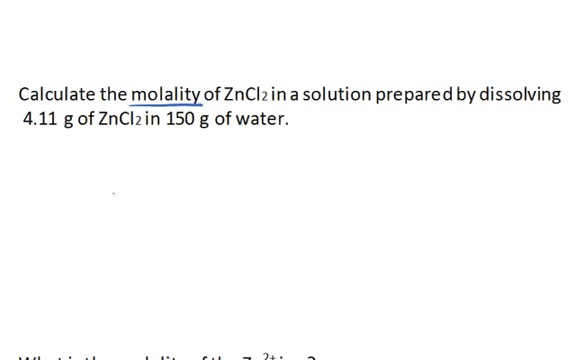 Calculate the molality of ZnCl2 in a solution prepared by dissolving
4.11 g of ZnCl2 in 150 g of water.